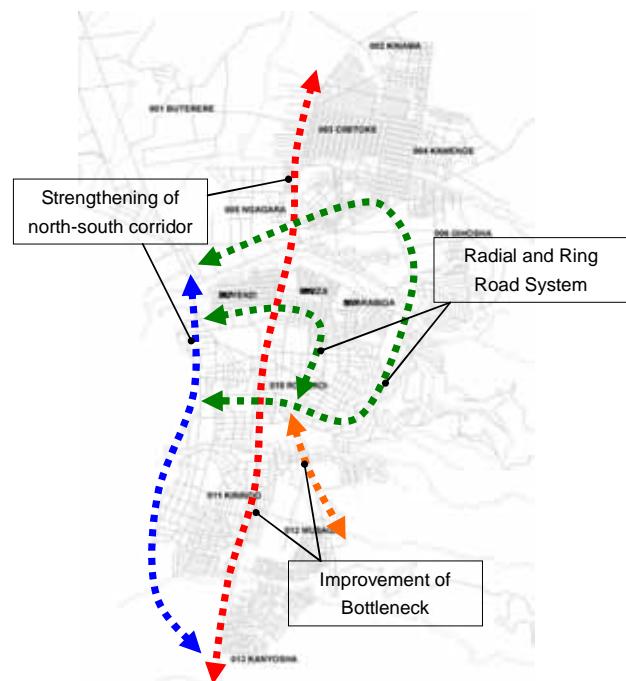 002 KINAMA
001 BUTERERE
003 CIBITOKE
004 KAMENGE
Strengthening of
north-south corridor
005 NGAGARA
006 GIHOSHA
Radial and Ring
Road System
011 KININDO
012 MUSAGA
Improvement of
Bottleneck
013 KANYOSHA